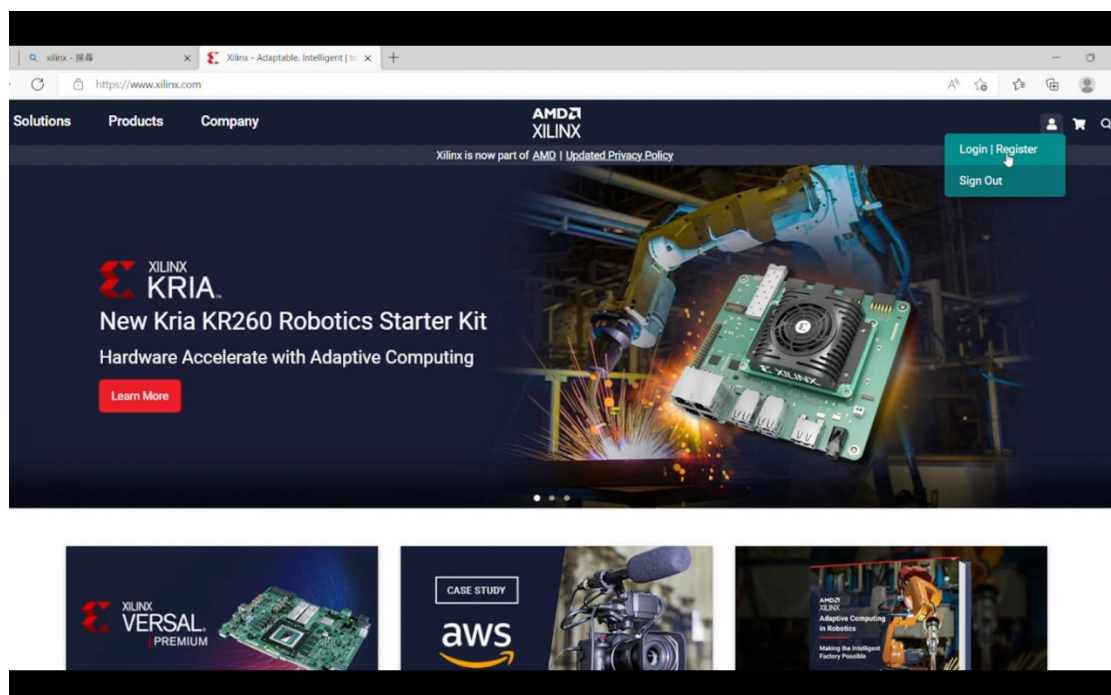 xilinx - 搜尋
Xilinx - Adaptable. Intelligent | to
https://www.xilinx.com
Solutions Products Company
AMD
XILINX
Login | Register
Sign Out
Xilinx is now part of AMD | Updated Privacy Policy
XILINX
KRIA
New Kria KR260 Robotics Starter Kit
Hardware Accelerate with Adaptive Computing
Learn More
XILINX
XILINX
VERSAL
PREMIUM
CASE STUDY
aws
AMD
XILINX
Adaptive Computing
in Robotics
Making the Intelligent
Factory Possible